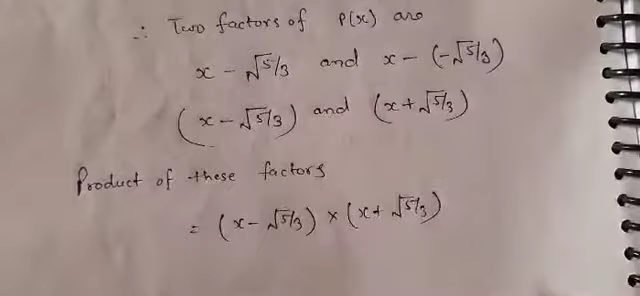 ∴ Two factors of P(x) are
x - √5/3 and x - (-√5/3)
(x - √5/3) and (x + √5/3)
Product of these factors
= (x - √5/3) × (x + √5/3)